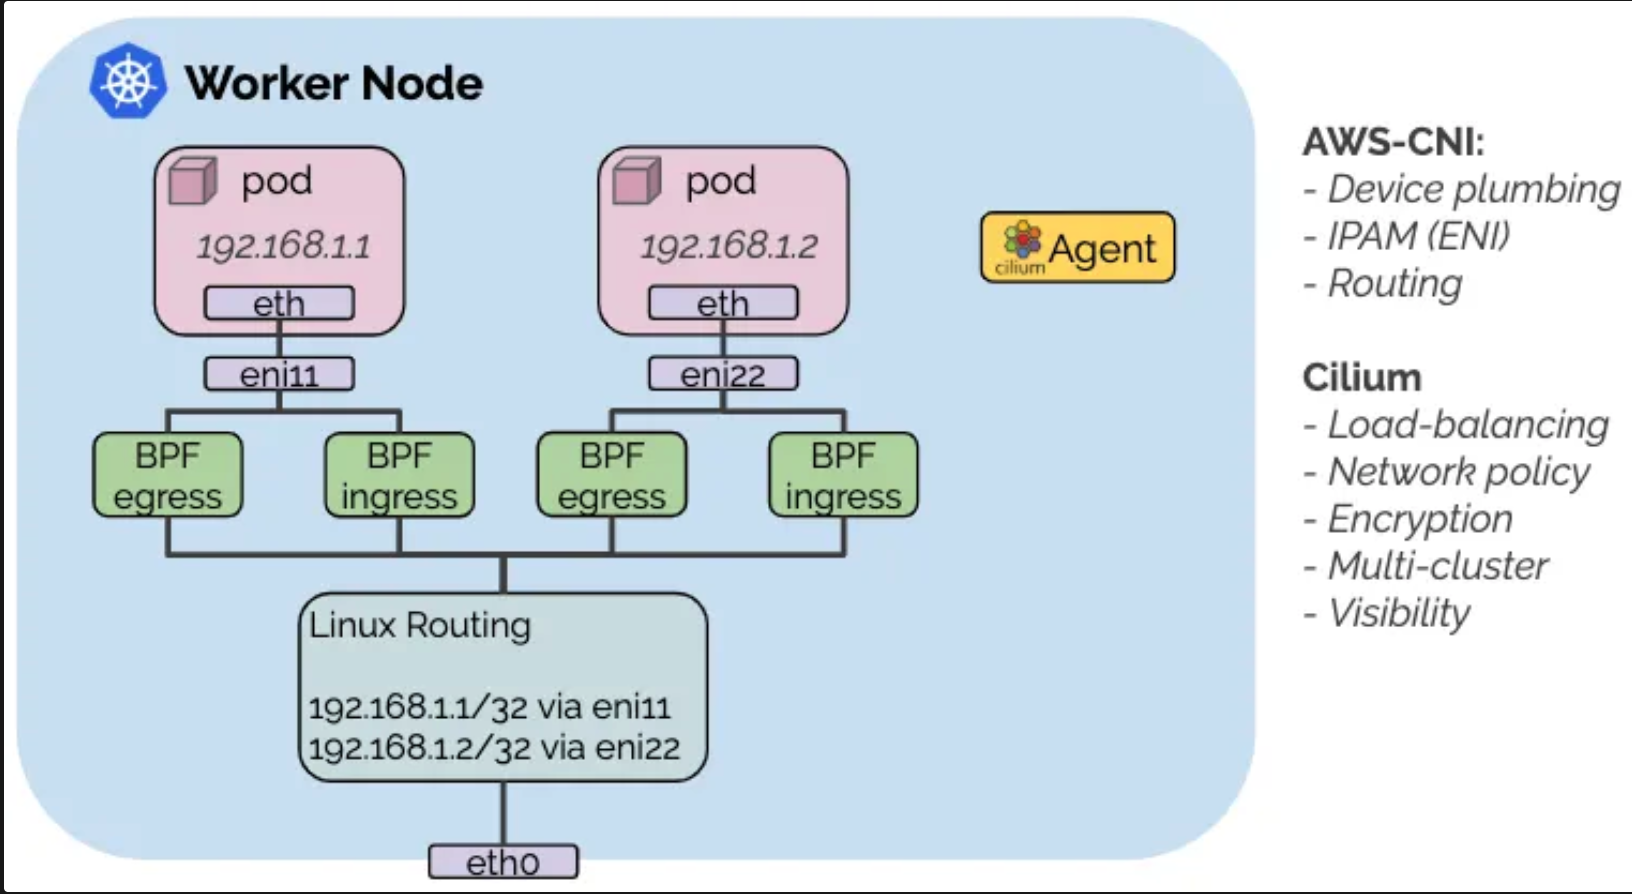 Worker Node
pod
192.168.1.1
eth
eni11
BPF
egress
BPF
ingress
pod
192.168.1.2
eth
eni22
BPF
egress
BPF
ingress
cilium
Agent
Linux Routing
192.168.1.1/32 via eni11
192.168.1.2/32 via eni22
eth0
AWS-CNI:
- Device plumbing
- IPAM (ENI)
- Routing
Cilium
- Load-balancing
- Network policy
- Encryption
- Multi-cluster
- Visibility